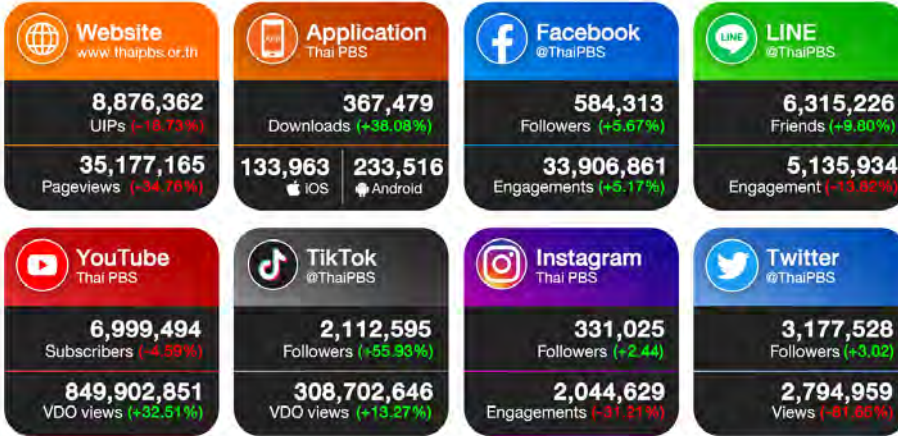 Website
www.thaipbs.or.th
8,876,362
UIPs (-18.73%)
35,177,165
Pageviews (-34.76%)
APP
Application
Thai PBS
367,479
Downloads (+38.08%)
133,963
iOS
233,516
Android
Facebook
@ThaiPBS
584,313
Followers (+5.67%)
33,906,861
Engagements (+5.17%)
LINE
LINE
@ThaiPBS
6,315,226
Friends (+9.80%)
5,135,934
Engagement
YouTube
Thai PBS
6,999,494
Subscribers (-4.59%)
849,902,851
VDO views (+32.51%)
TikTok
@ThaiPBS
2,112,595
Followers (+55.93%)
308,702,646
VDO views (+13.27%)
Instagram
Thai PBS
331,025
Followers (+2.44)
2,044,629
Engagements (-31.21%)
Twitter
@ThaiPBS
3,177,528
Followers (+3.02)
2,794,959
Views